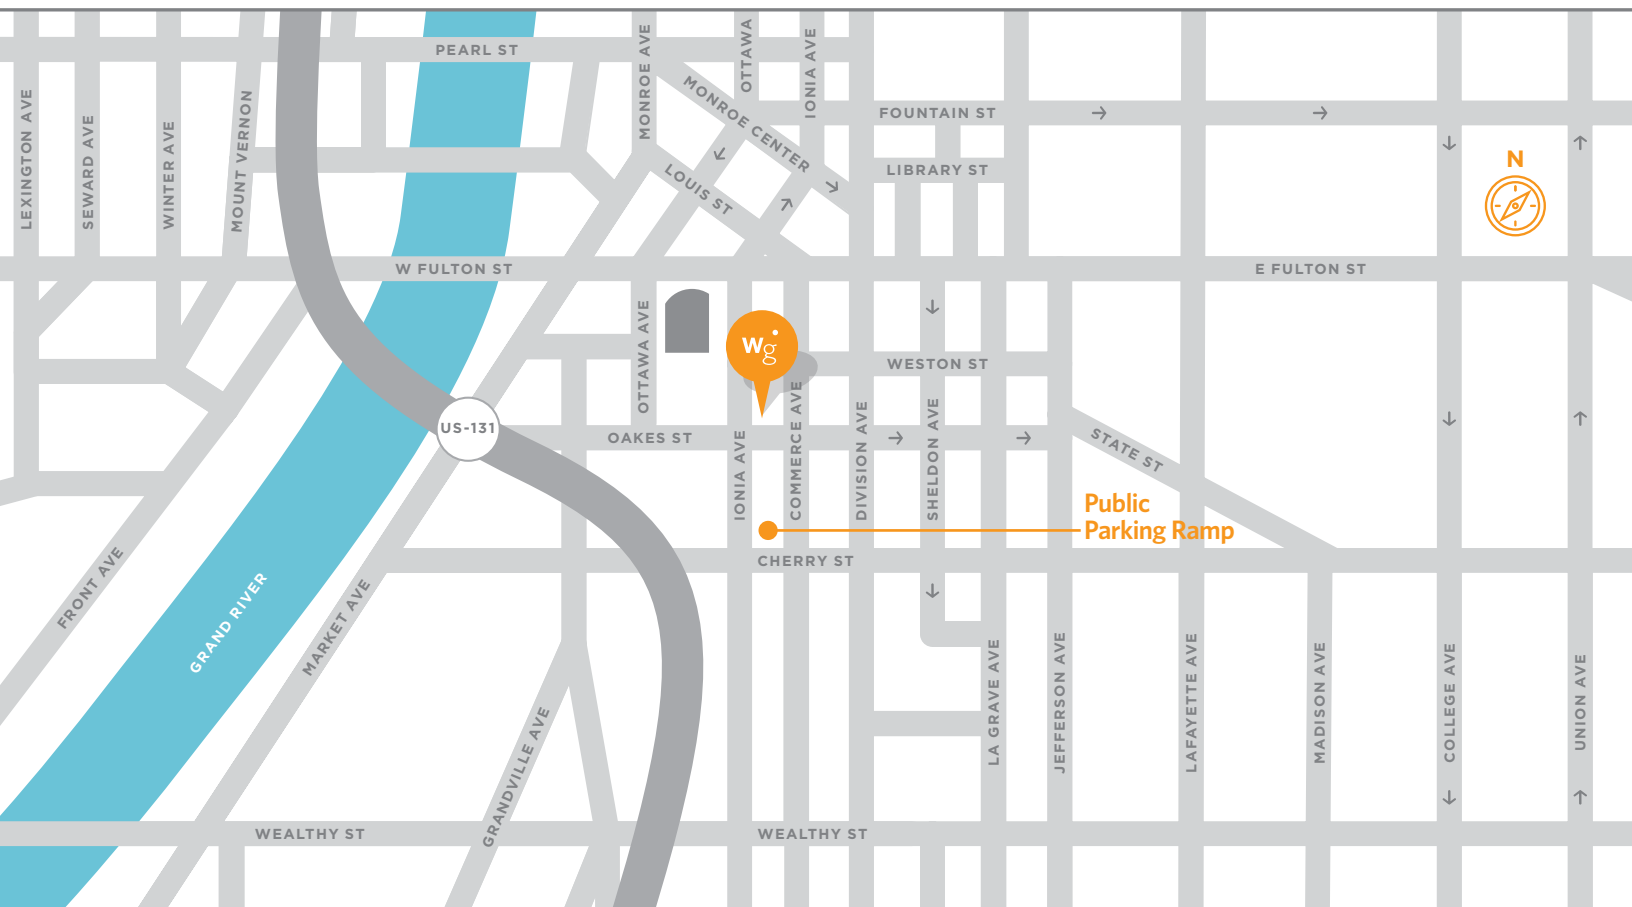 PEARL ST
MONROE AVE
OTTAWA
IONIA AVE
MONROE CENTER
FOUNTAIN ST
LEXINGTON AVE
SEWARD AVE
WINTER AVE
MOUNT VERNON
LOUIS ST
LIBRARY ST
N
W FULTON ST
E FULTON ST
OTTAWA AVE
Wg
WESTON ST
US-131
OAKES ST
IONIA AVE
COMMERCE AVE
DIVISION AVE
SHELDON AVE
STATE ST
Public
Parking Ramp
CHERRY ST
FRONT AVE
GRAND RIVER
MARKET AVE
GRANDVILLE AVE
LA GRAVE AVE
JEFFERSON AVE
LAFAYETTE AVE
MADISON AVE
COLLEGE AVE
UNION AVE
WEALTHY ST
WEALTHY ST